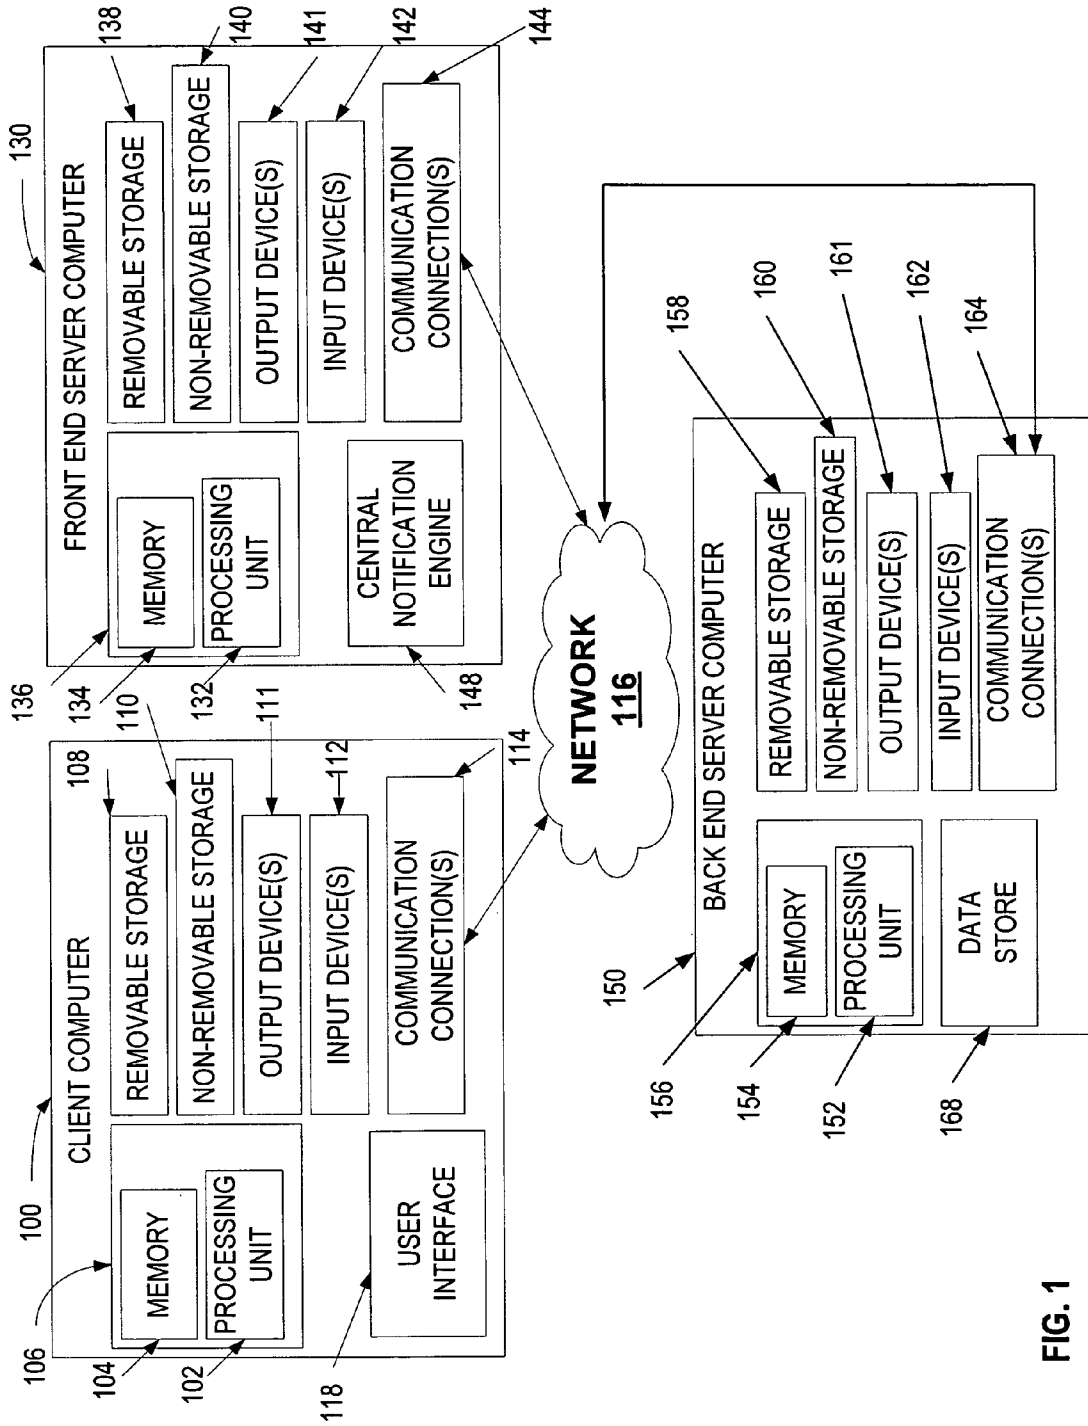 100
CLIENT COMPUTER
106
104
102
118
MEMORY
PROCESSING
UNIT
USER
INTERFACE
REMOVABLE STORAGE
NON-REMOVABLE STORAGE
OUTPUT DEVICE(S)
INPUT DEVICE(S)
COMMUNICATION
CONNECTION(S)
108
110
111
112
114
130
FRONT END SERVER COMPUTER
136
134
132
148
MEMORY
PROCESSING
UNIT
CENTRAL
NOTIFICATION
ENGINE
REMOVABLE STORAGE
NON-REMOVABLE STORAGE
OUTPUT DEVICE(S)
INPUT DEVICE(S)
COMMUNICATION
CONNECTION(S)
138
140
141
142
144
NETWORK
116
150
BACK END SERVER COMPUTER
156
154
152
168
MEMORY
PROCESSING
UNIT
DATA
STORE
REMOVABLE STORAGE
NON-REMOVABLE STORAGE
OUTPUT DEVICE(S)
INPUT DEVICE(S)
COMMUNICATION
CONNECTION(S)
158
160
161
162
164
FIG. 1